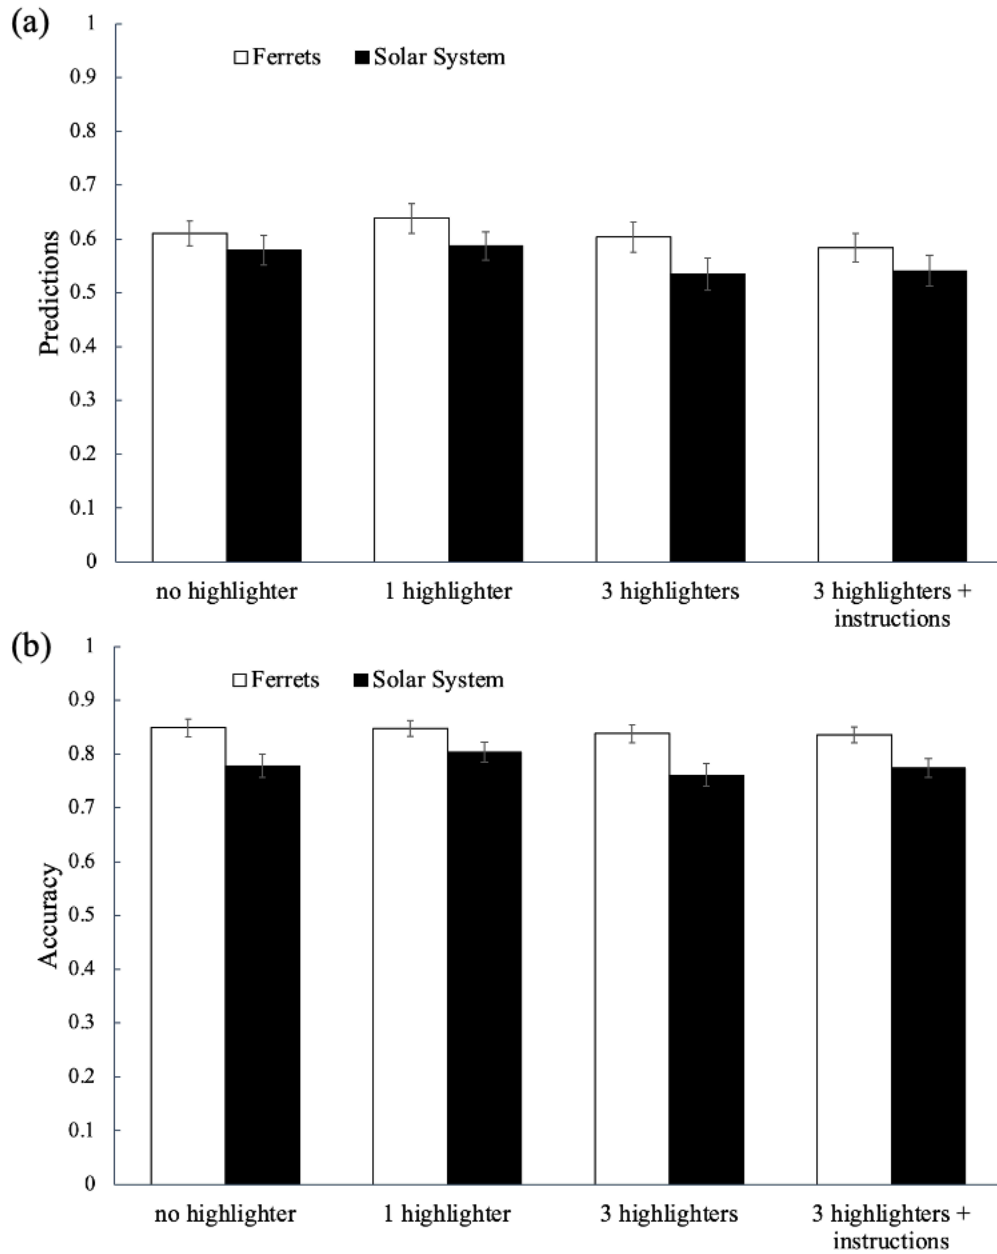 (a)
1
0.9
0.8
0.7
0.6
0.5
0.4
0.3
0.2
0.1
0
Predictions
Ferrets Solar System
no highlighter 1 highlighter 3 highlighters 3 highlighters +
instructions
(b)
1
0.9
0.8
0.7
0.6
0.5
0.4
0.3
0.2
0.1
0
Accuracy
Ferrets Solar System
no highlighter 1 highlighter 3 highlighters 3 highlighters +
instructions